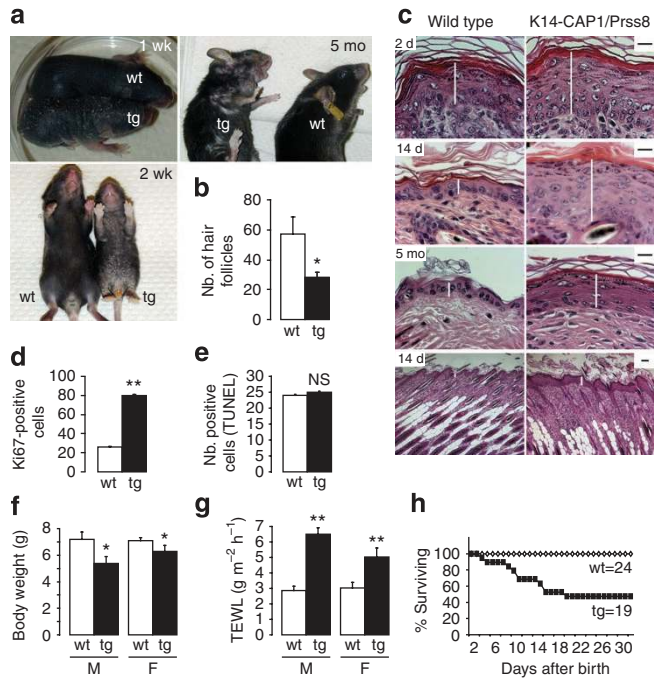 a
1 wk
wt
tg
5 mo
tg
wt
2 wk
wt
tg
b
Nb. of hair
follicles
80
60
40
20
0
*
wt tg
c
Wild type K14-CAP1/Prss8
2 d
14 d
5 mo
14 d
d
Ki67-positive
cells
100
80
60
40
20
0
**
wt tg
e
Nb. positive
cells (TUNEL)
30
25
20
15
10
5
0
NS
wt tg
f
Body weight (g)
8
6
4
2
0
* *
wt tg wt tg
M F
g
TEWL (g m⁻² h⁻¹)
7
6
5
4
3
2
1
0
** **
wt tg wt tg
M F
h
% Surviving
120
100
80
60
40
20
0
wt=24
tg=19
2 6 10 14 18 22 26 30
Days after birth